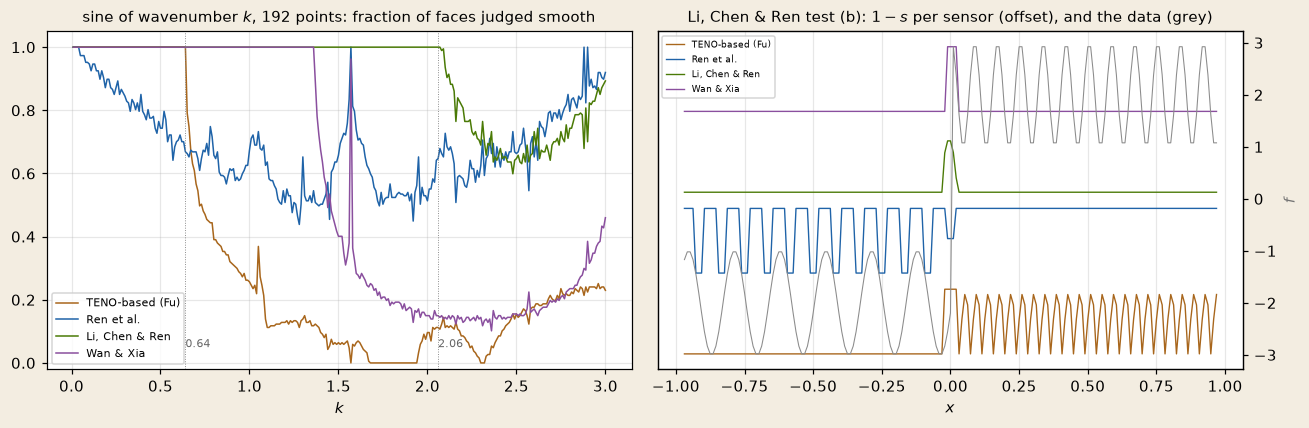 sine of wavenumber k, 192 points: fraction of faces judged smooth
1.0
0.8
0.6
0.4
0.2
0.0
TENO-based (Fu)
Ren et al.
Li, Chen & Ren
Wan & Xia
0.64
2.06
0.0 0.5 1.0 1.5 2.0 2.5 3.0
k
Li, Chen & Ren test (b): 1 − s per sensor (offset), and the data (grey)
TENO-based (Fu)
Ren et al.
Li, Chen & Ren
Wan & Xia
3
2
1
0
−1
−2
−3
f
−1.00 −0.75 −0.50 −0.25 0.00 0.25 0.50 0.75 1.00
x